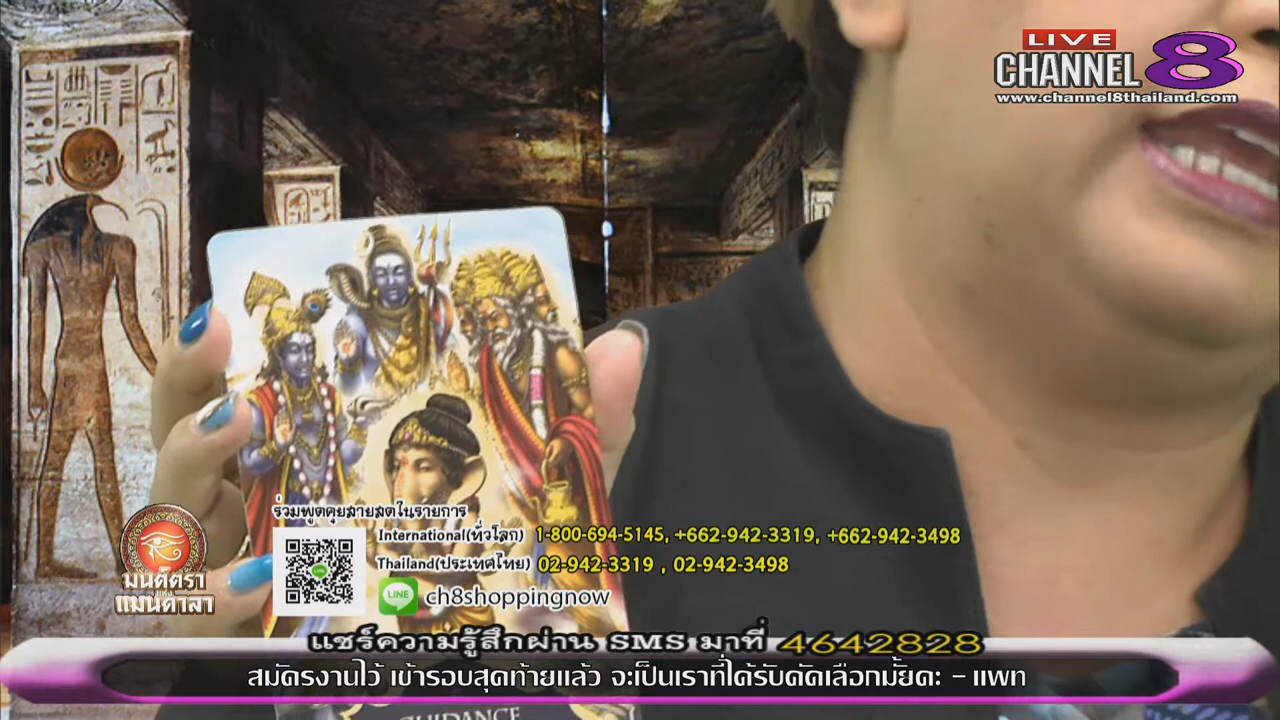 LIVE
CHANNEL 8
www.channel8thailand.com
ร่วมพูดคุยสายสดในรายการ
International(ทั่วโลก) 1-800-694-5145, +662-942-3319, +662-942-3498
Thailand(ประเทศไทย) 02-942-3319 , 02-942-3498
LINE ch8shoppingnow
มนต์ตรา
แห่ง
แมนดาลา
แชร์ความรู้สึกผ่าน SMS มาที่ 4642828
สมัครงานไว้ เข้ารอบสุดท้ายแล้ว จะเป็นเราที่ได้รับคัดเลือกมั้ยคะ - แพท
GUIDANCE